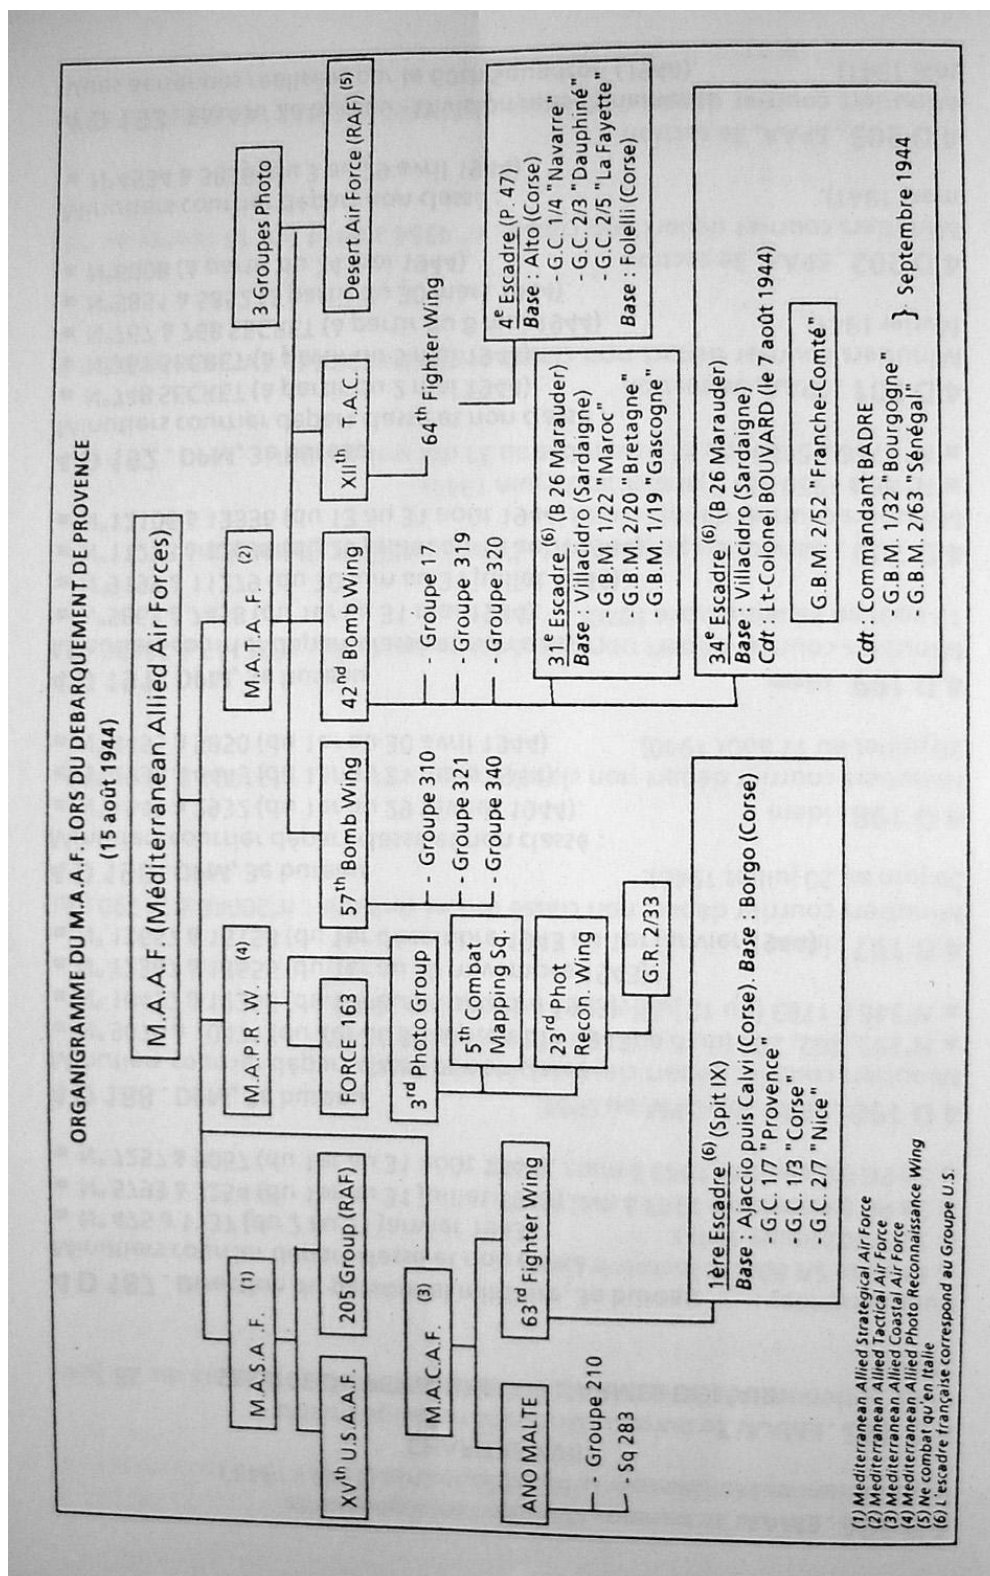 ORGANIGRAMME DU M.A.A.F. LORS DU DEBARQUEMENT DE PROVENCE
(15 août 1944)
M.A.A.F. (Méditerranean Allied Air Forces)
M.A.S.A.F. (1)
XVth U.S.A.A.F.
205 Group (RAF)
M.A.C.A.F. (3)
ANO MALTE
- Groupe 210
- Sq 283
63rd Fighter Wing
1ère Escadre (6) (Spit IX)
Base : Ajaccio puis Calvi (Corse). Base : Borgo (Corse)
- G.C. 1/7 "Provence"
- G.C. 1/3 "Corse"
- G.C. 2/7 "Nice"
M.A.P.R.W. (4)
FORCE 163
3rd Photo Group
5th Combat
Mapping Sq.
23rd Phot
Recon. Wing
G.R. 2/33
M.A.T.A.F. (2)
3 Groupes Photo
57th Bomb Wing
- Groupe 310
- Groupe 321
- Groupe 340
42nd Bom Wing
- Groupe 17.
- Groupe 319
- Groupe 320
31e Escadre (6) (B 26 Marauder)
Base : Villacidro (Sardaigne)
G.B.M. 1/22 "Maroc"
G.B.M. 2/20 "Bretagne"
G.B.M. 1/19 "Gascogne"
34e Escadre (6) (B 26 Marauder)
Base : Villacidro (Sardaigne)
- Cdt : Lt-Colonel BOUVARD (le 7 août 1944)
- G.B.M. 2/52 "Franche-Comté"
Cdt Commandant BADRE
- G.B.M. 1/32 "Bourgogne"
- G.B.M. 2/63 "Sénégal"
} Septembre 1944
XIIth T.A.C.
64th Fighter Wing
4e Escadre (P. 47)
Base : Alto (Corse)
- G.C. 1/4 "Navarre"
- G.C. 2/3 "Dauphiné"
- G.C. 2/5 "La Fayette"
Base : Folelli (Corse)
Desert Air Force (RAF) (5)
(1) Mediterranean Allied Strategical Air Force
(2) Mediterranean Allied Tactical Air Force
(3) Mediterranean Allied Coastal Air Force
(4) Mediterranean Allied Photo Reconnaissance Wing
(5) Ne combat qu'en Italie
(6) L'escadre française correspond au Groupe U.S.